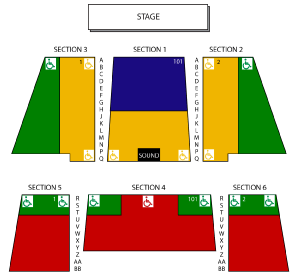 STAGE
SECTION 3 SECTION 1 SECTION 2
1 101 2
A A
B B
C C
D D
E E
F F
G G
H H
J J
K K
L L
M M
N N
O O
P P
Q Q
SOUND
SECTION 5 SECTION 4 SECTION 6
1 101 2
R R
S S
T T
U U
V V
W W
X X
Y Y
Z Z
AA AA
BB BB